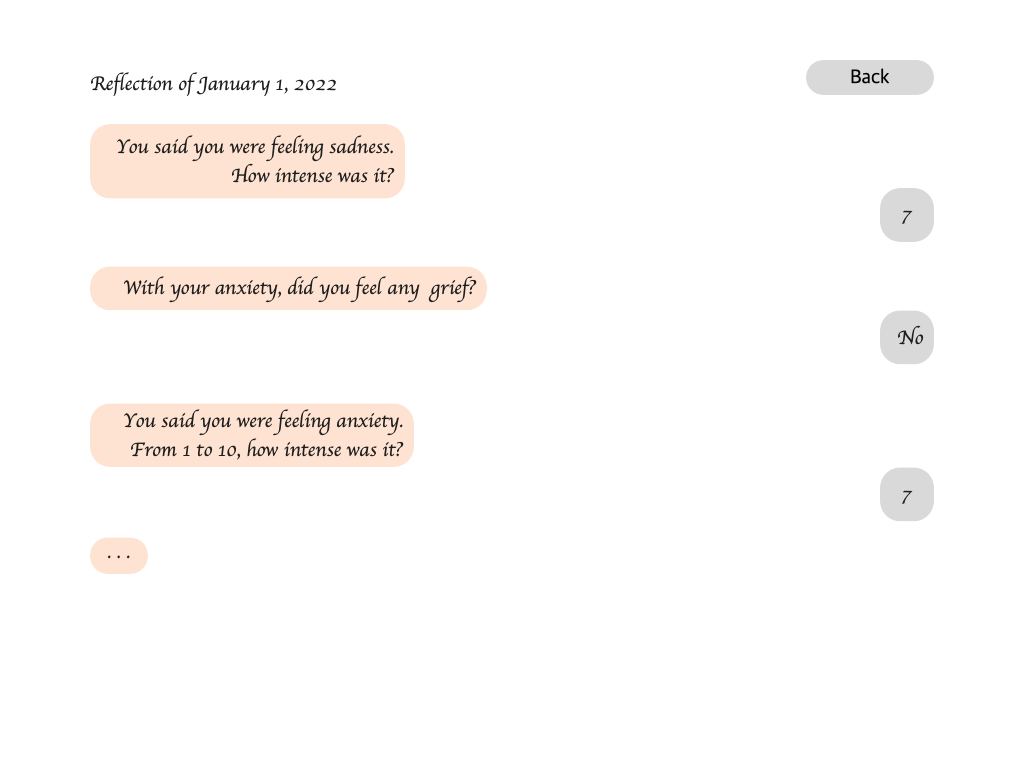 Reflection of January 1, 2022
Back
You said you were feeling sadness.
How intense was it?
7
With your anxiety, did you feel any grief?
No
You said you were feeling anxiety.
From 1 to 10, how intense was it?
7
...